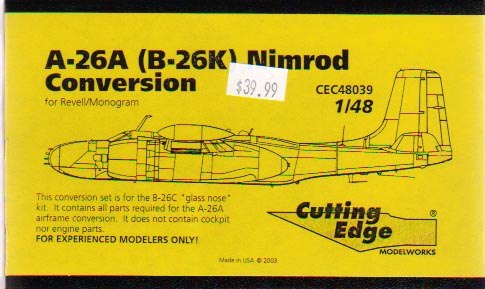 A-26A (B-26K) Nimrod
Conversion
$39.99
for Revell/Monogram
CEC48039
1/48
This conversion set is for the B-26C "glass nose"
kit. It contains all parts required for the A-26A
airframe conversion. It does not contain cockpit
nor engine parts.
FOR EXPERIENCED MODELERS ONLY!
Cutting
Edge
®
MODELWORKS
Made in USA © 2003